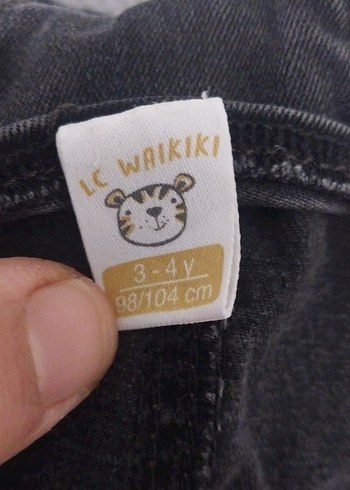 LC WAIKIKI
3 - 4 y
98/104 cm